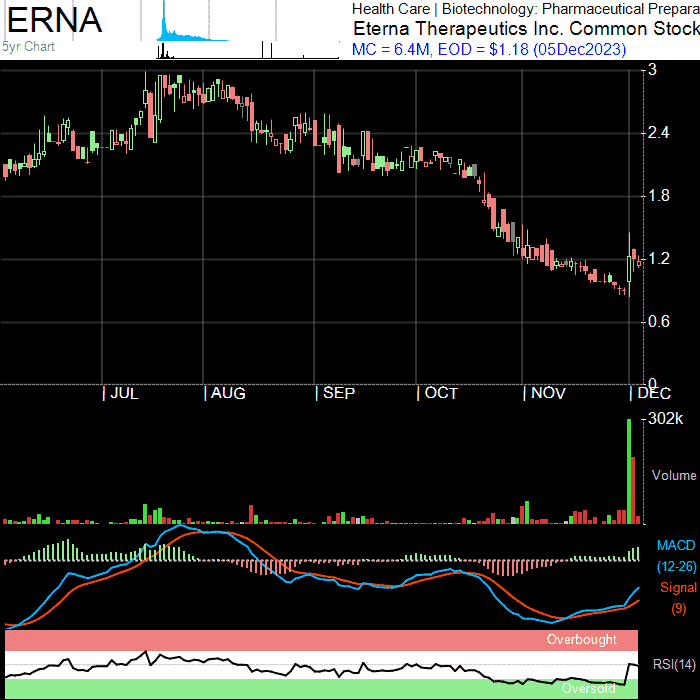 ERNA
5yr Chart
Health Care | Biotechnology: Pharmaceutical Prepara
Eterna Therapeutics Inc. Common Stock
MC = 6.4M, EOD = $1.18 (05Dec2023)
3
2.4
1.8
1.2
0.6
0
JUL AUG SEP OCT NOV DEC
302k
Volume
MACD
(12-26)
Signal
(9)
Overbought
RSI(14)
Oversold